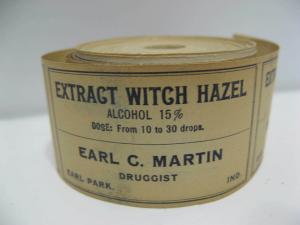 EXTRACT WITCH HAZEL
ALCOHOL 15%
DOSE: From 10 to 30 drops.
EARL C. MARTIN
DRUGGIST
EARL PARK. IND.